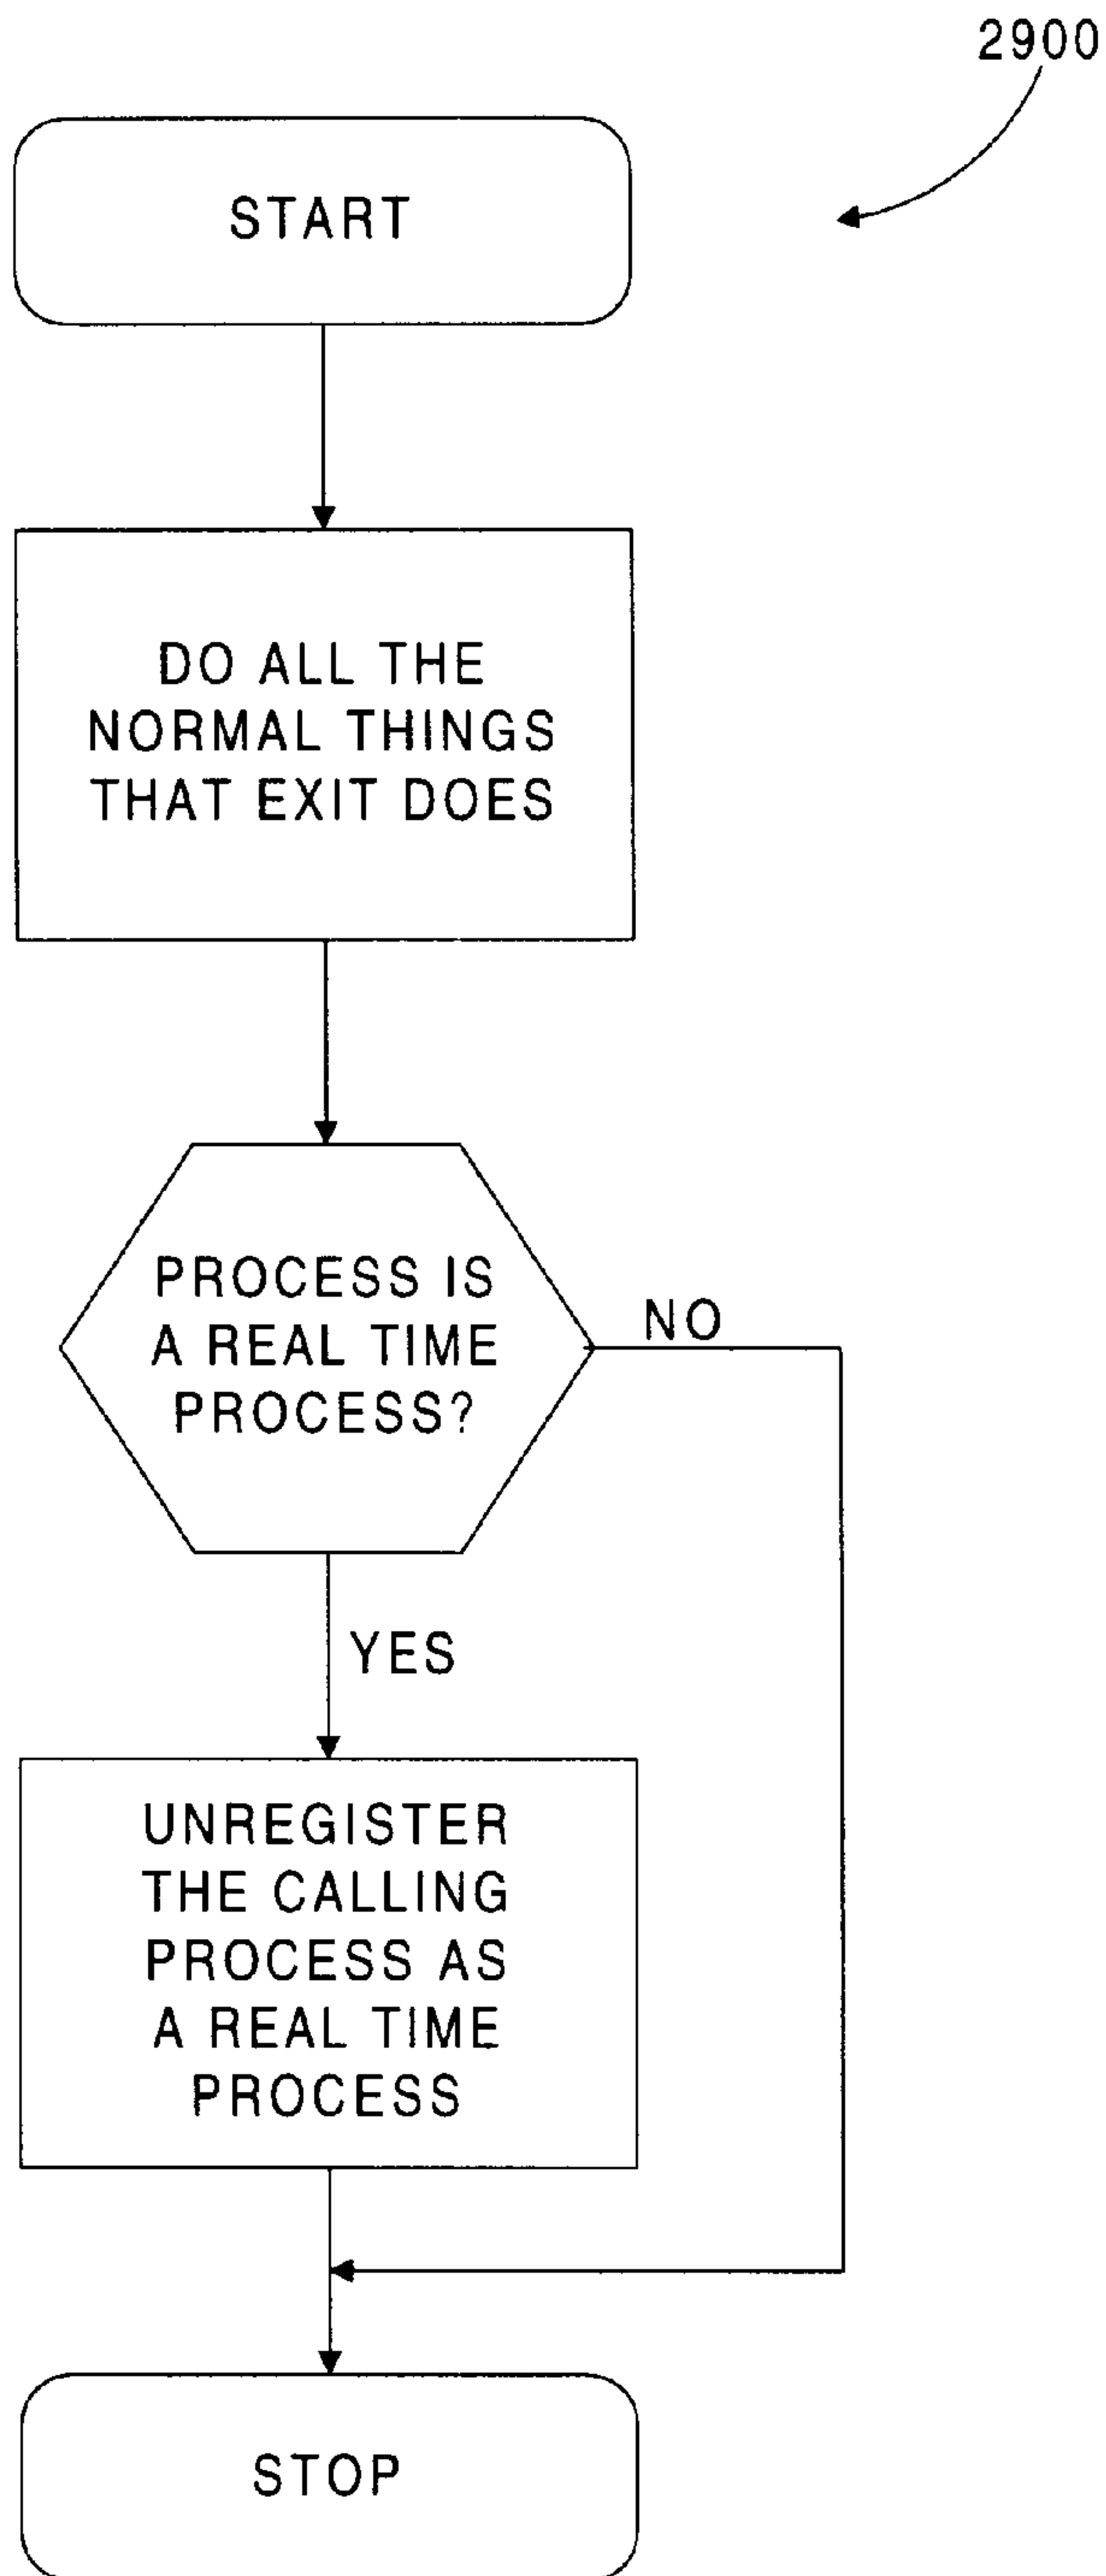 2900
START
DO ALL THE
NORMAL THINGS
THAT EXIT DOES
PROCESS IS
A REAL TIME
PROCESS?
NO
YES
UNREGISTER
THE CALLING
PROCESS AS
A REAL TIME
PROCESS
STOP